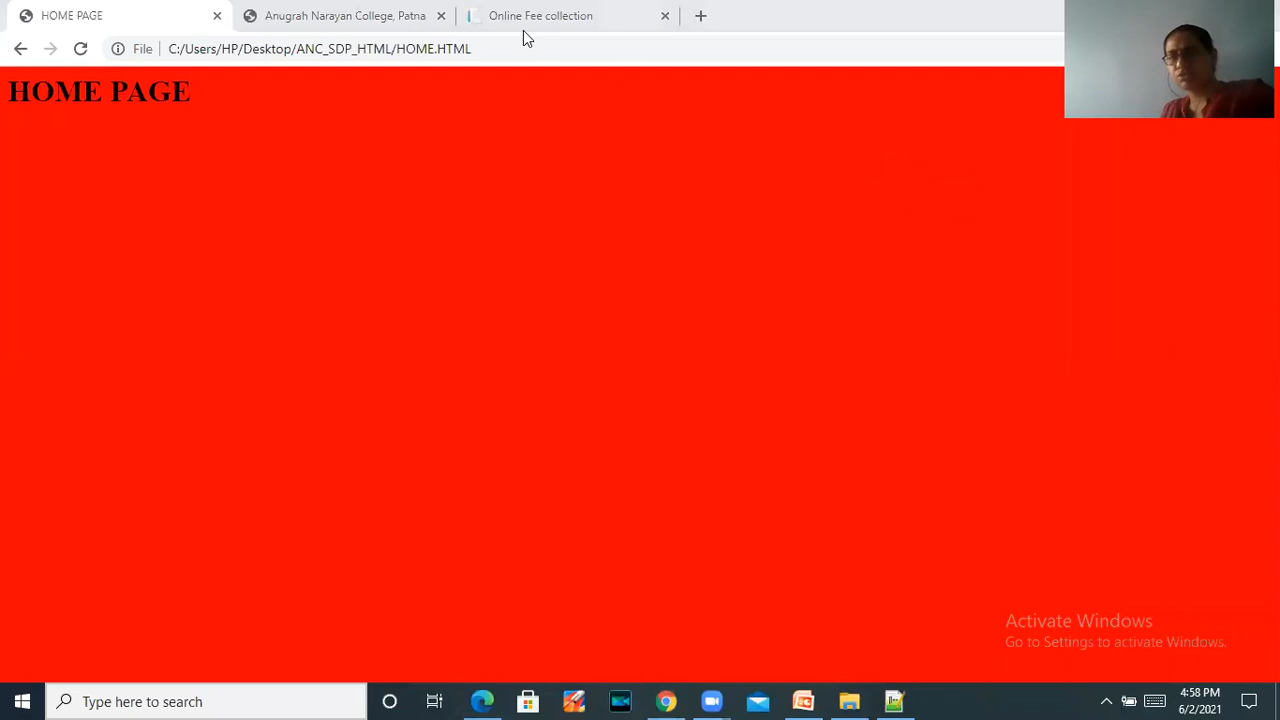 HOME PAGE
Anugrah Narayan College, Patna
Online Fee collection
File
C:/Users/HP/Desktop/ANC_SDP_HTML/HOME.HTML
HOME PAGE
Activate Windows
Go to Settings to activate Windows.
Type here to search
4:58 PM
6/2/2021